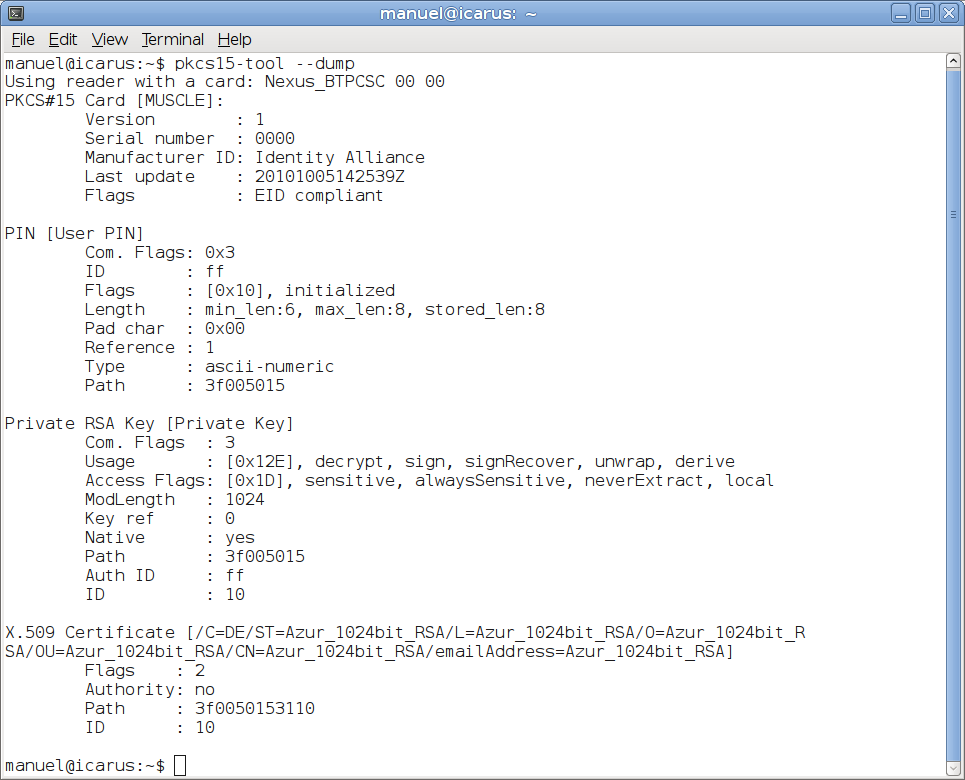 manuel@icarus: ~
File Edit View Terminal Help
manuel@icarus:~$ pkcs15-tool --dump
Using reader with a card: Nexus_BTPCSC 00 00
PKCS#15 Card [MUSCLE]:
        Version        : 1
        Serial number  : 0000
        Manufacturer ID: Identity Alliance
        Last update    : 20101005142539Z
        Flags          : EID compliant

PIN [User PIN]
        Com. Flags: 0x3
        ID        : ff
        Flags     : [0x10], initialized
        Length    : min_len:6, max_len:8, stored_len:8
        Pad char  : 0x00
        Reference : 1
        Type      : ascii-numeric
        Path      : 3f005015

Private RSA Key [Private Key]
        Com. Flags  : 3
        Usage       : [0x12E], decrypt, sign, signRecover, unwrap, derive
        Access Flags: [0x1D], sensitive, alwaysSensitive, neverExtract, local
        ModLength   : 1024
        Key ref     : 0
        Native      : yes
        Path        : 3f005015
        Auth ID     : ff
        ID          : 10

X.509 Certificate [/C=DE/ST=Azur_1024bit_RSA/L=Azur_1024bit_RSA/O=Azur_1024bit_R
SA/OU=Azur_1024bit_RSA/CN=Azur_1024bit_RSA/emailAddress=Azur_1024bit_RSA]
        Flags    : 2
        Authority: no
        Path     : 3f0050153110
        ID       : 10

manuel@icarus:~$